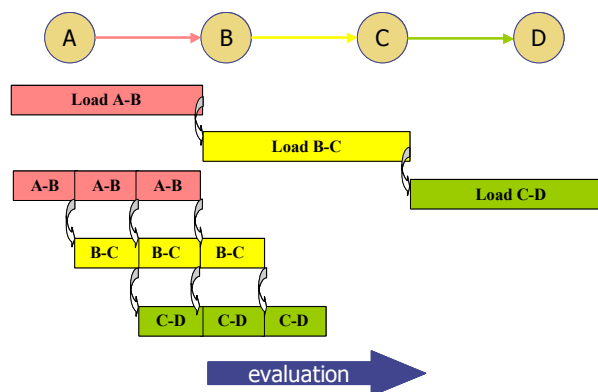 A B C D
Load A-B
Load B-C
Load C-D
A-B A-B A-B
B-C B-C B-C
C-D C-D C-D
evaluation